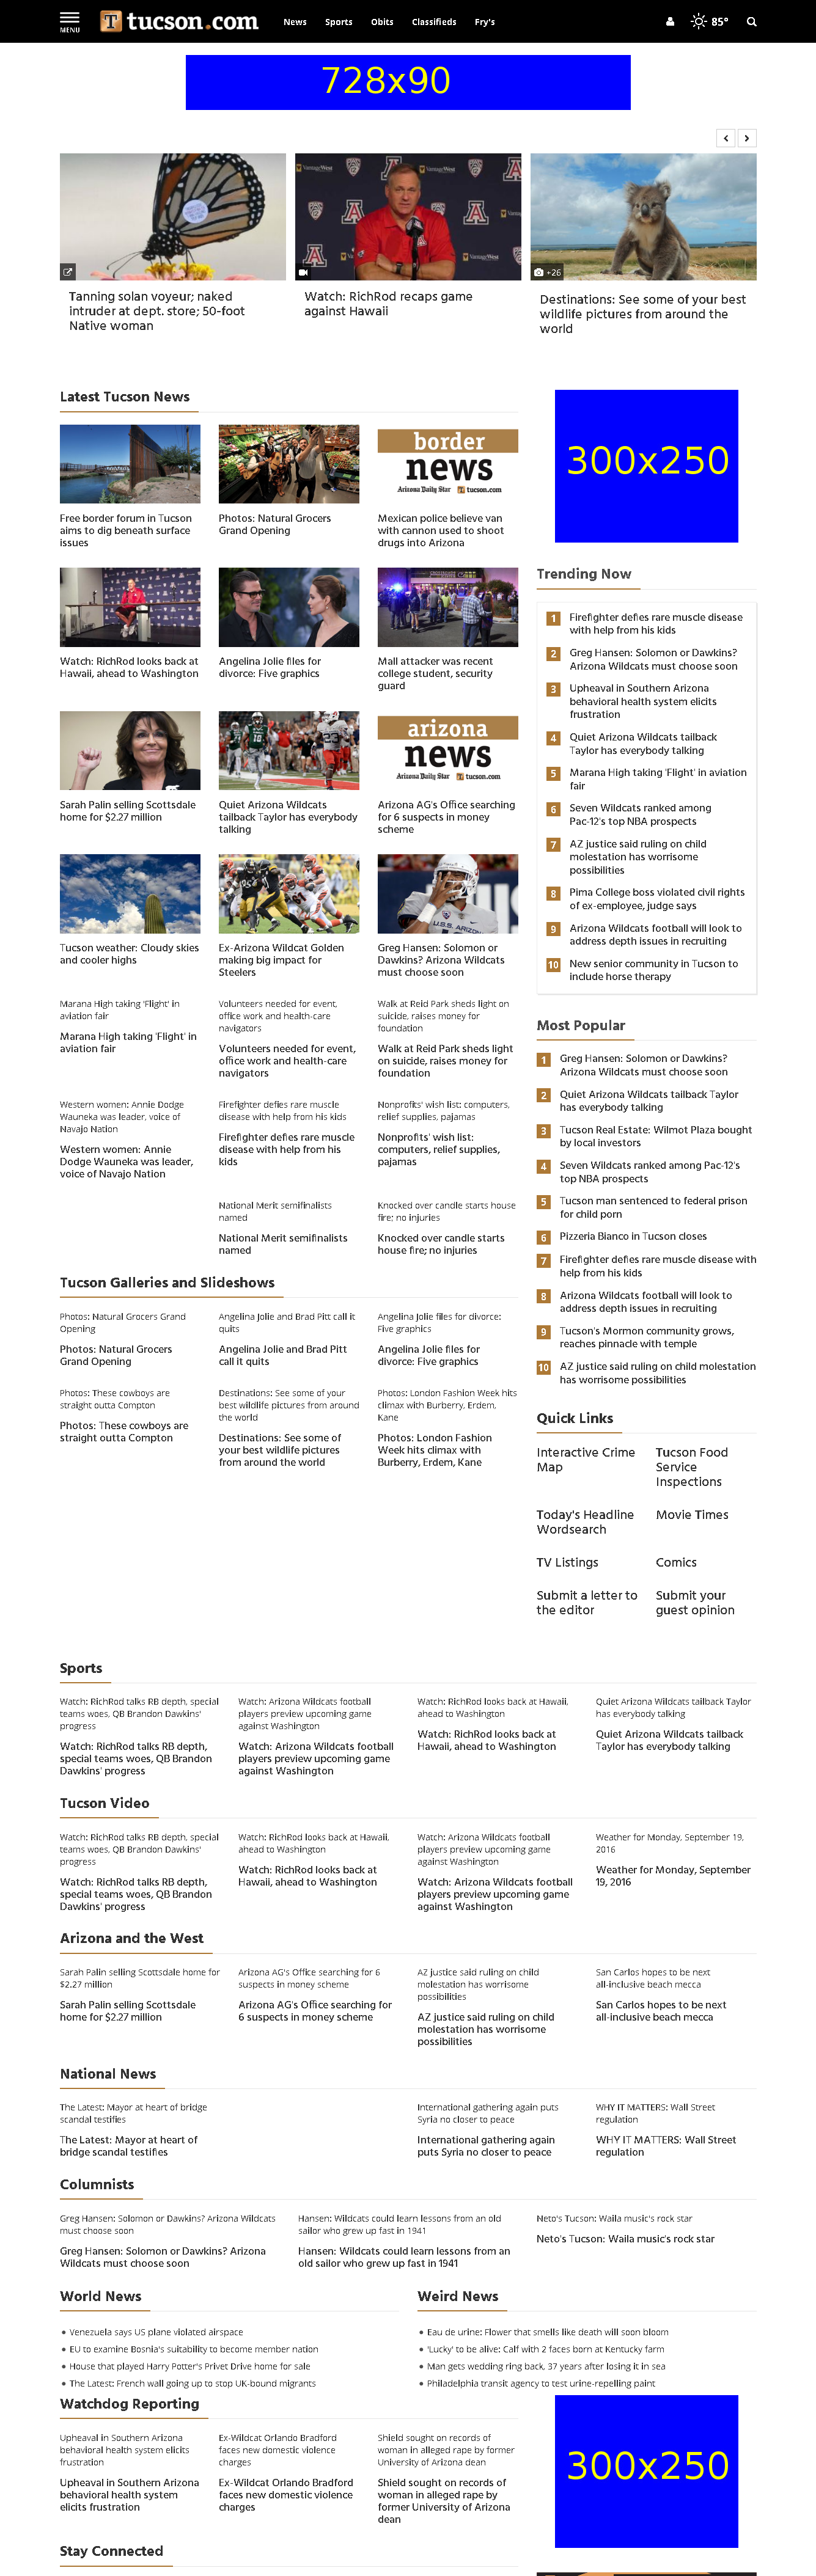 MENU
tucson.com
News
Sports
Obits
Classifieds
Fry's
85°
728x90
+26
Tanning solan voyeur; naked
intruder at dept. store; 50-foot
Native woman
Watch: RichRod recaps game
against Hawaii
Destinations: See some of your best
wildlife pictures from around the
world
Latest Tucson News
border
news
Arizona Daily Star tucson.com
Free border forum in Tucson
aims to dig beneath surface
issues
Photos: Natural Grocers
Grand Opening
Mexican police believe van
with cannon used to shoot
drugs into Arizona
Watch: RichRod looks back at
Hawaii, ahead to Washington
Angelina Jolie files for
divorce: Five graphics
Mall attacker was recent
college student, security
guard
arizona
news
Arizona Daily Star tucson.com
Sarah Palin selling Scottsdale
home for $2.27 million
Quiet Arizona Wildcats
tailback Taylor has everybody
talking
Arizona AG's Office searching
for 6 suspects in money
scheme
Tucson weather: Cloudy skies
and cooler highs
Ex-Arizona Wildcat Golden
making big impact for
Steelers
Greg Hansen: Solomon or
Dawkins? Arizona Wildcats
must choose soon
Marana High taking 'Flight' in
aviation fair
Marana High taking 'Flight' in
aviation fair
Volunteers needed for event,
office work and health-care
navigators
Volunteers needed for event,
office work and health-care
navigators
Walk at Reid Park sheds light on
suicide, raises money for
foundation
Walk at Reid Park sheds light
on suicide, raises money for
foundation
Western women: Annie Dodge
Wauneka was leader, voice of
Navajo Nation
Western women: Annie
Dodge Wauneka was leader,
voice of Navajo Nation
Firefighter defies rare muscle
disease with help from his kids
Firefighter defies rare muscle
disease with help from his
kids
Nonprofits' wish list: computers,
relief supplies, pajamas
Nonprofits' wish list:
computers, relief supplies,
pajamas
National Merit semifinalists
named
National Merit semifinalists
named
Knocked over candle starts house
fire; no injuries
Knocked over candle starts
house fire; no injuries
Tucson Galleries and Slideshows
Photos: Natural Grocers Grand
Opening
Photos: Natural Grocers
Grand Opening
Angelina Jolie and Brad Pitt call it
quits
Angelina Jolie and Brad Pitt
call it quits
Angelina Jolie files for divorce:
Five graphics
Angelina Jolie files for
divorce: Five graphics
Photos: These cowboys are
straight outta Compton
Photos: These cowboys are
straight outta Compton
Destinations: See some of your
best wildlife pictures from around
the world
Destinations: See some of
your best wildlife pictures
from around the world
Photos: London Fashion Week hits
climax with Burberry, Erdem,
Kane
Photos: London Fashion
Week hits climax with
Burberry, Erdem, Kane
300x250
Trending Now
1 Firefighter defies rare muscle disease
with help from his kids
2 Greg Hansen: Solomon or Dawkins?
Arizona Wildcats must choose soon
3 Upheaval in Southern Arizona
behavioral health system elicits
frustration
4 Quiet Arizona Wildcats tailback
Taylor has everybody talking
5 Marana High taking 'Flight' in aviation
fair
6 Seven Wildcats ranked among
Pac-12's top NBA prospects
7 AZ justice said ruling on child
molestation has worrisome
possibilities
8 Pima College boss violated civil rights
of ex-employee, judge says
9 Arizona Wildcats football will look to
address depth issues in recruiting
10 New senior community in Tucson to
include horse therapy
Most Popular
1 Greg Hansen: Solomon or Dawkins?
Arizona Wildcats must choose soon
2 Quiet Arizona Wildcats tailback Taylor
has everybody talking
3 Tucson Real Estate: Wilmot Plaza bought
by local investors
4 Seven Wildcats ranked among Pac-12's
top NBA prospects
5 Tucson man sentenced to federal prison
for child porn
6 Pizzeria Bianco in Tucson closes
7 Firefighter defies rare muscle disease with
help from his kids
8 Arizona Wildcats football will look to
address depth issues in recruiting
9 Tucson's Mormon community grows,
reaches pinnacle with temple
10 AZ justice said ruling on child molestation
has worrisome possibilities
Quick Links
Interactive Crime
Map
Tucson Food
Service
Inspections
Today's Headline
Wordsearch
Movie Times
TV Listings
Comics
Submit a letter to
the editor
Submit your
guest opinion
Sports
Watch: RichRod talks RB depth, special
teams woes, QB Brandon Dawkins'
progress
Watch: RichRod talks RB depth,
special teams woes, QB Brandon
Dawkins' progress
Watch: Arizona Wildcats football
players preview upcoming game
against Washington
Watch: Arizona Wildcats football
players preview upcoming game
against Washington
Watch: RichRod looks back at Hawaii,
ahead to Washington
Watch: RichRod looks back at
Hawaii, ahead to Washington
Quiet Arizona Wildcats tailback Taylor
has everybody talking
Quiet Arizona Wildcats tailback
Taylor has everybody talking
Tucson Video
Watch: RichRod talks RB depth, special
teams woes, QB Brandon Dawkins'
progress
Watch: RichRod talks RB depth,
special teams woes, QB Brandon
Dawkins' progress
Watch: RichRod looks back at Hawaii,
ahead to Washington
Watch: RichRod looks back at
Hawaii, ahead to Washington
Watch: Arizona Wildcats football
players preview upcoming game
against Washington
Watch: Arizona Wildcats football
players preview upcoming game
against Washington
Weather for Monday, September 19,
2016
Weather for Monday, September
19, 2016
Arizona and the West
Sarah Palin selling Scottsdale home for
$2.27 million
Sarah Palin selling Scottsdale
home for $2.27 million
Arizona AG's Office searching for 6
suspects in money scheme
Arizona AG's Office searching for
6 suspects in money scheme
AZ justice said ruling on child
molestation has worrisome
possibilities
AZ justice said ruling on child
molestation has worrisome
possibilities
San Carlos hopes to be next
all-inclusive beach mecca
San Carlos hopes to be next
all-inclusive beach mecca
National News
The Latest: Mayor at heart of bridge
scandal testifies
The Latest: Mayor at heart of
bridge scandal testifies
International gathering again puts
Syria no closer to peace
International gathering again
puts Syria no closer to peace
WHY IT MATTERS: Wall Street
regulation
WHY IT MATTERS: Wall Street
regulation
Columnists
Greg Hansen: Solomon or Dawkins? Arizona Wildcats
must choose soon
Greg Hansen: Solomon or Dawkins? Arizona
Wildcats must choose soon
Hansen: Wildcats could learn lessons from an old
sailor who grew up fast in 1941
Hansen: Wildcats could learn lessons from an
old sailor who grew up fast in 1941
Neto's Tucson: Waila music's rock star
Neto's Tucson: Waila music's rock star
World News
Venezuela says US plane violated airspace
EU to examine Bosnia's suitability to become member nation
House that played Harry Potter's Privet Drive home for sale
The Latest: French wall going up to stop UK-bound migrants
Weird News
Eau de urine: Flower that smells like death will soon bloom
'Lucky' to be alive: Calf with 2 faces born at Kentucky farm
Man gets wedding ring back, 37 years after losing it in sea
Philadelphia transit agency to test urine-repelling paint
Watchdog Reporting
Upheaval in Southern Arizona
behavioral health system elicits
frustration
Upheaval in Southern Arizona
behavioral health system
elicits frustration
Ex-Wildcat Orlando Bradford
faces new domestic violence
charges
Ex-Wildcat Orlando Bradford
faces new domestic violence
charges
Shield sought on records of
woman in alleged rape by former
University of Arizona dean
Shield sought on records of
woman in alleged rape by
former University of Arizona
dean
300x250
Stay Connected